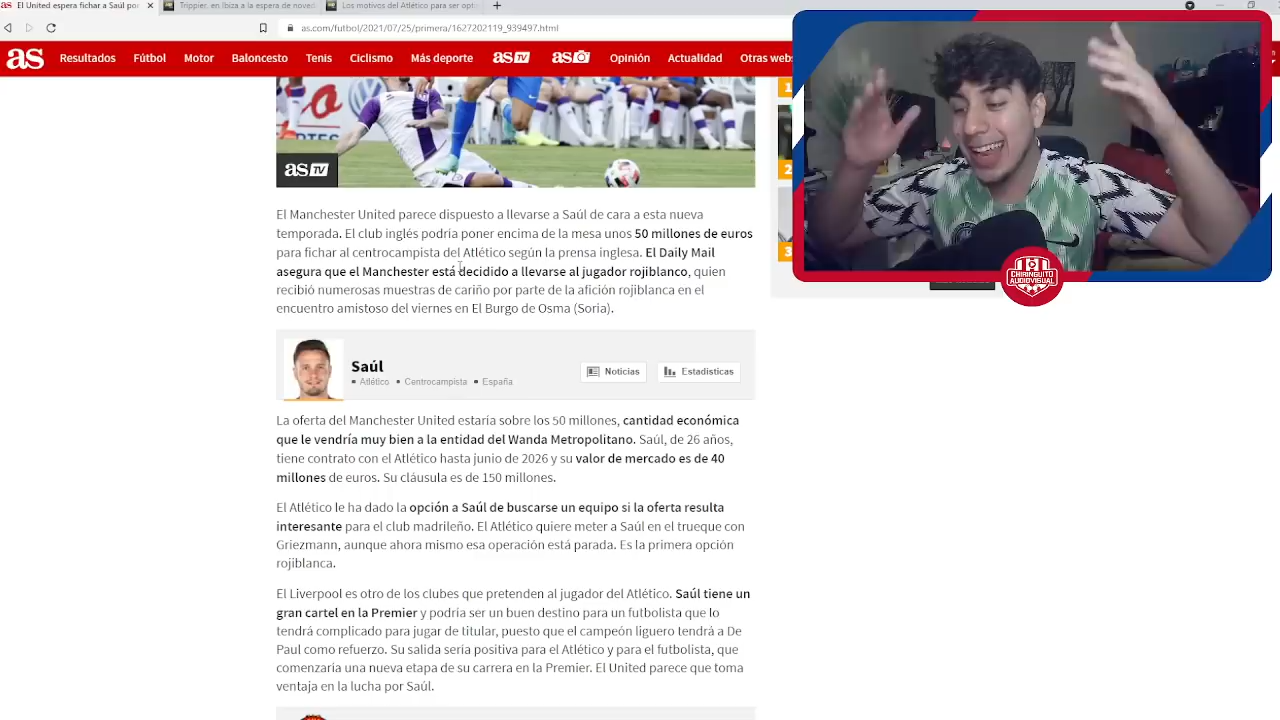 El United espera fichar a Saúl por
Trippier, en Ibiza a la espera de noved
Los motivos del Atlético para ser opt
as.com/futbol/2021/07/25/primera/1627202119_939497.html
as Resultados Fútbol Motor Baloncesto Tenis Ciclismo Más deporte as TV as Opinión Actualidad Otras webs
as TV
1
2
3
CHIRINGUITO
AUDIOVISUAL
El Manchester United parece dispuesto a llevarse a Saúl de cara a esta nueva
temporada. El club inglés podría poner encima de la mesa unos 50 millones de euros
para fichar al centrocampista del Atlético según la prensa inglesa. El Daily Mail
asegura que el Manchester está decidido a llevarse al jugador rojiblanco, quien
recibió numerosas muestras de cariño por parte de la afición rojiblanca en el
encuentro amistoso del viernes en El Burgo de Osma (Soria).
Saúl
Atlético Centrocampista España
Noticias Estadisticas
La oferta del Manchester United estaría sobre los 50 millones, cantidad económica
que le vendría muy bien a la entidad del Wanda Metropolitano. Saúl, de 26 años,
tiene contrato con el Atlético hasta junio de 2026 y su valor de mercado es de 40
millones de euros. Su cláusula es de 150 millones.
El Atlético le ha dado la opción a Saúl de buscarse un equipo si la oferta resulta
interesante para el club madrileño. El Atlético quiere meter a Saúl en el trueque con
Griezmann, aunque ahora mismo esa operación está parada. Es la primera opción
rojiblanca.
El Liverpool es otro de los clubes que pretenden al jugador del Atlético. Saúl tiene un
gran cartel en la Premier y podría ser un buen destino para un futbolista que lo
tendrá complicado para jugar de titular, puesto que el campeón liguero tendrá a De
Paul como refuerzo. Su salida sería positiva para el Atlético y para el futbolista, que
comenzaría una nueva etapa de su carrera en la Premier. El United parece que toma
ventaja en la lucha por Saúl.